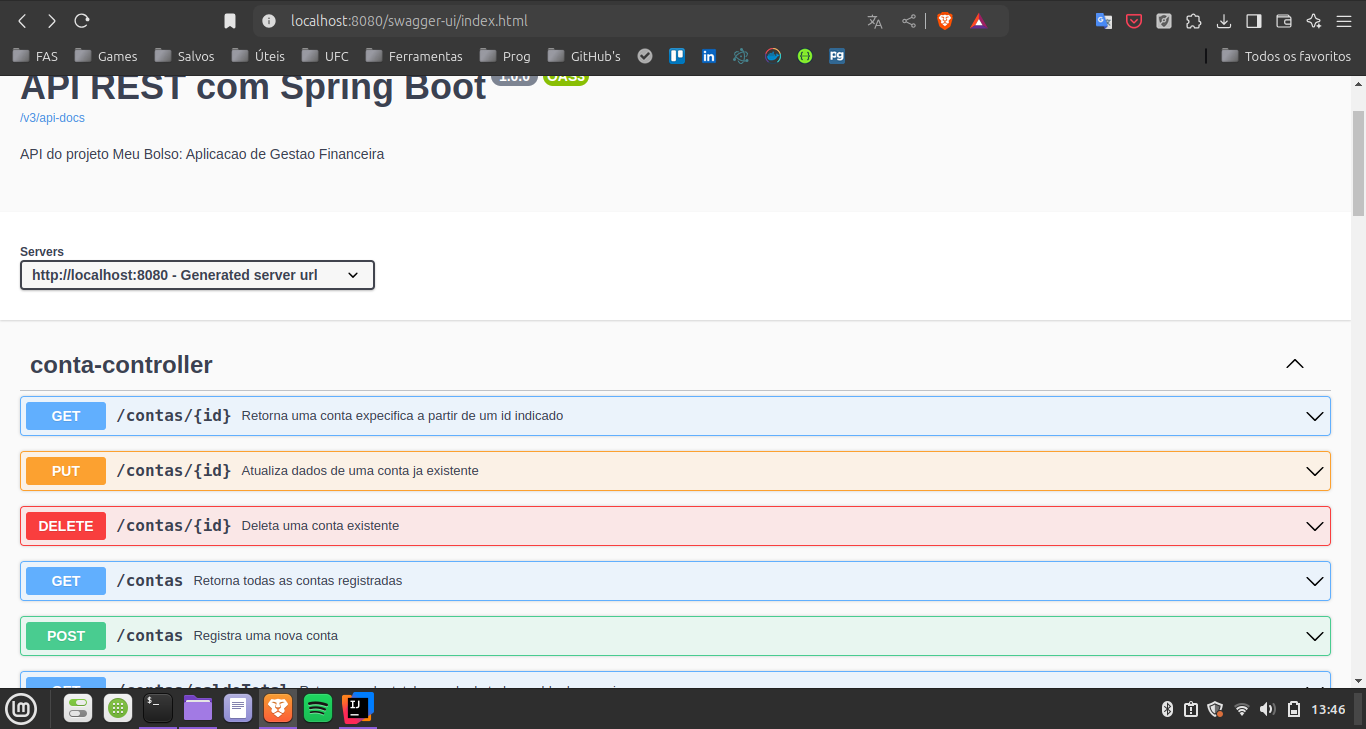 localhost:8080/swagger-ui/index.html
FAS Games Salvos Úteis UFC Ferramentas Prog GitHub's Todos os favoritos
API REST com Spring Boot 1.0.0 OAS3
/v3/api-docs
API do projeto Meu Bolso: Aplicacao de Gestao Financeira
Servers
http://localhost:8080 - Generated server url
conta-controller
GET /contas/{id} Retorna uma conta expecifica a partir de um id indicado
PUT /contas/{id} Atualiza dados de uma conta ja existente
DELETE /contas/{id} Deleta uma conta existente
GET /contas Retorna todas as contas registradas
POST /contas Registra uma nova conta
GET /contas/saldoTotal
13:46